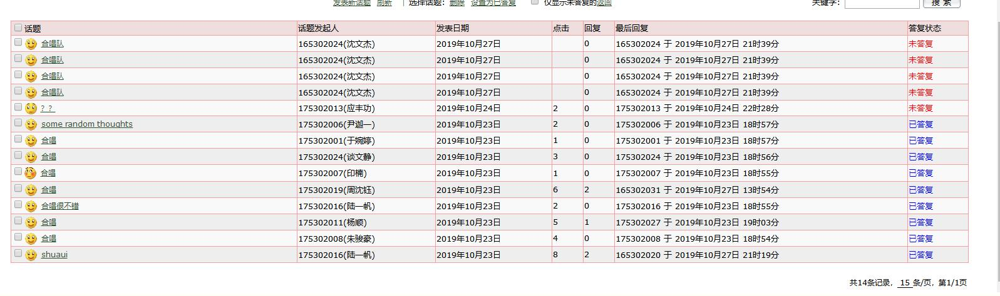 发表新话题 刷新 | 选择话题：删除 设置为已答复 仅显示未答复的返回 关键字： 搜 索
话题 话题发起人 发表日期 点击 回复 最后回复 答复状态
合唱队 165302024(沈文杰) 2019年10月27日 0 165302024 于 2019年10月27日 21时39分 未答复
合唱队 165302024(沈文杰) 2019年10月27日 0 165302024 于 2019年10月27日 21时39分 未答复
合唱队 165302024(沈文杰) 2019年10月27日 0 165302024 于 2019年10月27日 21时39分 未答复
合唱队 165302024(沈文杰) 2019年10月27日 0 165302024 于 2019年10月27日 21时39分 未答复
？？ 175302013(应丰功) 2019年10月24日 2 0 175302013 于 2019年10月24日 22时28分 未答复
some random thoughts 175302006(尹迦一) 2019年10月23日 2 0 175302006 于 2019年10月23日 18时57分 已答复
合唱 175302001(于婉婷) 2019年10月23日 1 0 175302001 于 2019年10月23日 18时57分 已答复
合唱 175302024(谈文静) 2019年10月23日 3 0 175302024 于 2019年10月23日 18时56分 已答复
合唱 175302007(印楠) 2019年10月23日 1 0 175302007 于 2019年10月23日 18时55分 已答复
合唱 175302019(周沈钰) 2019年10月23日 6 2 165302031 于 2019年10月27日 13时54分 已答复
合唱很不错 175302016(陆一帆) 2019年10月23日 2 0 175302016 于 2019年10月23日 18时55分 已答复
合唱 175302011(杨顺) 2019年10月23日 5 1 175302027 于 2019年10月23日 19时03分 已答复
合唱 175302008(朱骏豪) 2019年10月23日 4 0 175302008 于 2019年10月23日 18时54分 已答复
shuaui 175302016(陆一帆) 2019年10月23日 8 2 165302020 于 2019年10月27日 21时19分 已答复
共14条记录， 15 条/页，第1/1页